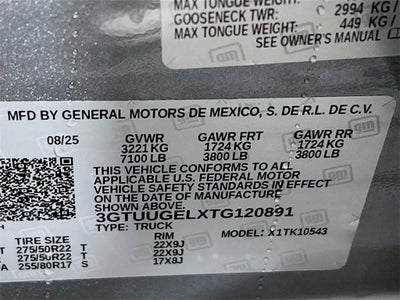 MAX TONGUE WEIGHT:
GOOSENECK TWR: 2994 KG/
MAX TONGUE WEIGHT: 449 KG/
SEE OWNER'S MANUAL
gm
MFD BY GENERAL MOTORS DE MEXICO, S. DE R.L. DE C.V.
08/25 GVWR GAWR FRT GAWR RR
3221 KG 1724 KG 1724 KG
7100 LB 3800 LB 3800 LB
THIS VEHICLE CONFORMS TO ALL
APPLICABLE U.S. FEDERAL MOTOR
VEHICLE SAFETY STANDARDS IN EFFECT
ON THE DATE OF MANUFACTURE SHOWN ABOVE.
3GTUUGELXTG120891
TYPE: TRUCK MODEL: X1TK10543
TIRE SIZE RIM
275/50R22 T 22X9J
275/50R22 T 22X9J
255/80R17 S 17X8J